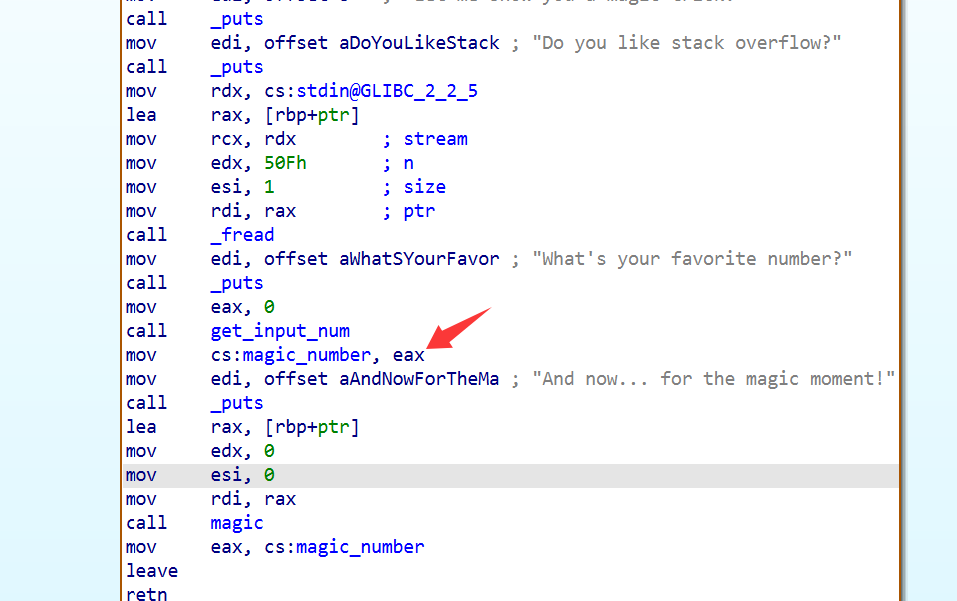 call _puts
mov edi, offset aDoYouLikeStack ; "Do you like stack overflow?"
call _puts
mov rdx, cs:stdin@GLIBC_2_2_5
lea rax, [rbp+ptr]
mov rcx, rdx ; stream
mov edx, 50Fh ; n
mov esi, 1 ; size
mov rdi, rax ; ptr
call _fread
mov edi, offset aWhatSYourFavor ; "What's your favorite number?"
call _puts
mov eax, 0
call get_input_num
mov cs:magic_number, eax
mov edi, offset aAndNowForTheMa ; "And now... for the magic moment!"
call _puts
lea rax, [rbp+ptr]
mov edx, 0
mov esi, 0
mov rdi, rax
call magic
mov eax, cs:magic_number
leave
retn